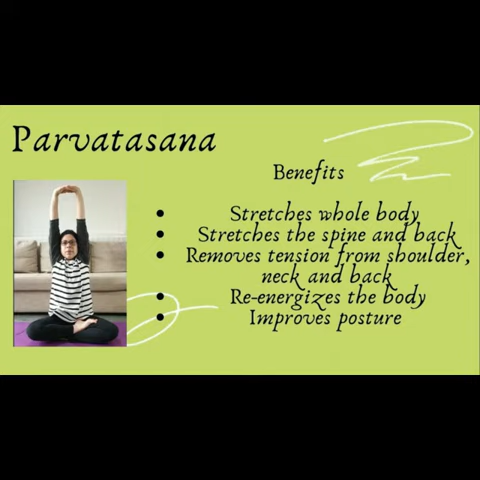 Parvatasana
Benefits
• Stretches whole body
• Stretches the spine and back
• Removes tension from shoulder,
neck and back
• Re-energizes the body
• Improves posture